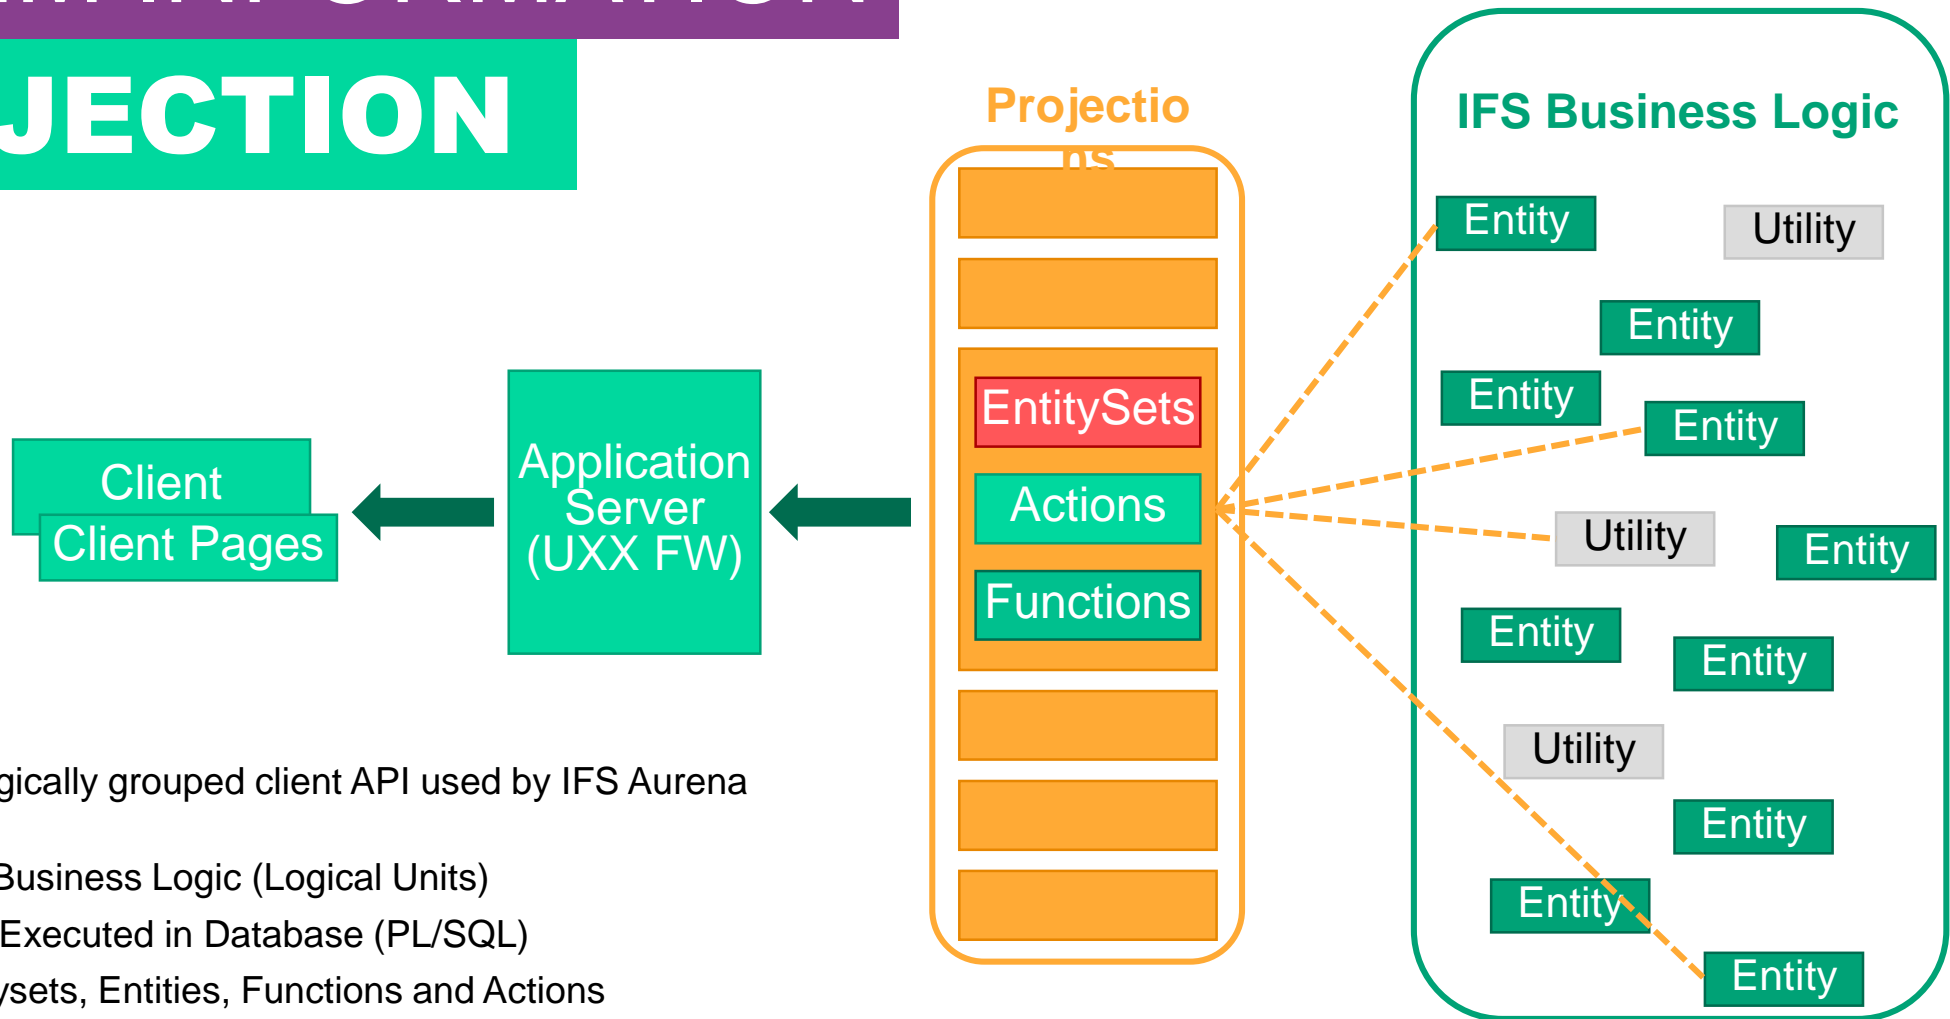 JECTION
Projectio
ns
IFS Business Logic
Entity
Utility
Entity
Entity
Entity
EntitySets
Client
Client Pages
Application
Server
(UXX FW)
Actions
Utility
Entity
Functions
Entity
Entity
Utility
gically grouped client API used by IFS Aurena
Entity
Business Logic (Logical Units)
Entity
Executed in Database (PL/SQL)
Entity
ysets, Entities, Functions and Actions